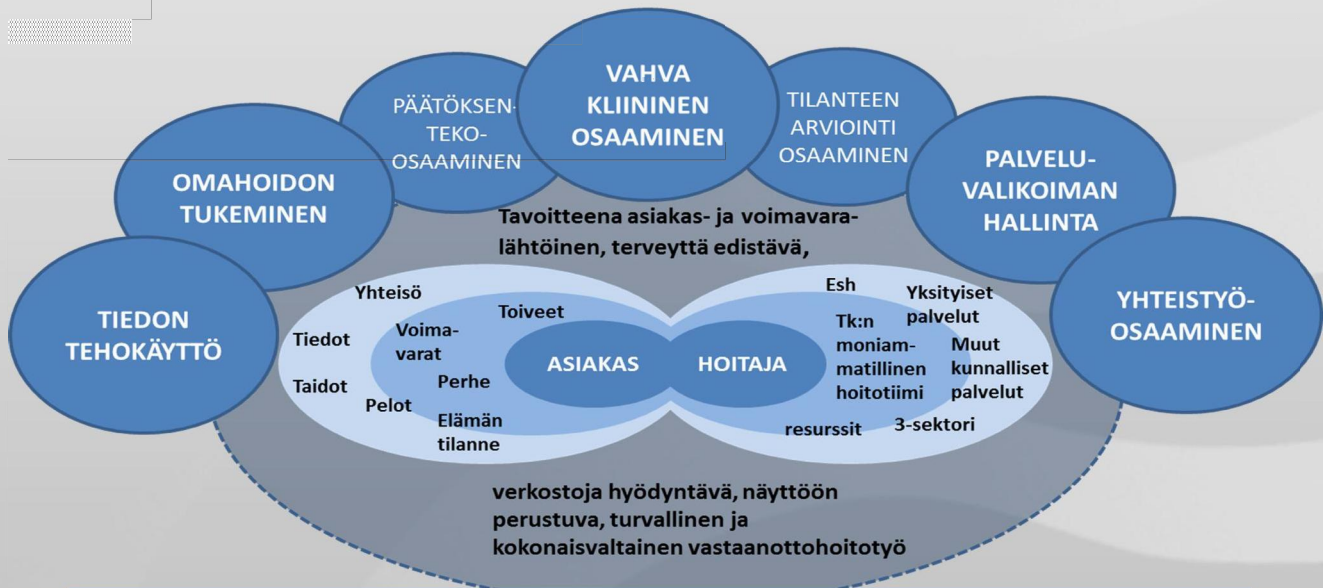 VAHVA
KLIININEN
OSAAMINEN
PÄÄTÖKSEN-
TEKO-
OSAAMINEN
TILANTEEN
ARVIOINTI
OSAAMINEN
OMAHOIDON
TUKEMINEN
PALVELU-
VALIKOIMAN
HALLINTA
TIEDON
TEHOKÄYTTÖ
YHTEISTYÖ-
OSAAMINEN
Tavoitteena asiakas- ja voimavara-
lähtöinen, terveyttä edistävä,
Yhteisö
Toiveet
Tiedot
Voima-
varat
Taidot
Perhe
Pelot
Elämän
tilanne
ASIAKAS
HOITAJA
Esh
Yksityiset
palvelut
Tk:n
moniam-
matillinen
hoitotiimi
Muut
kunnalliset
palvelut
resurssit
3-sektori
verkostoja hyödyntävä, näyttöön
perustuva, turvallinen ja
kokonaisvaltainen vastaanottohoitotyö